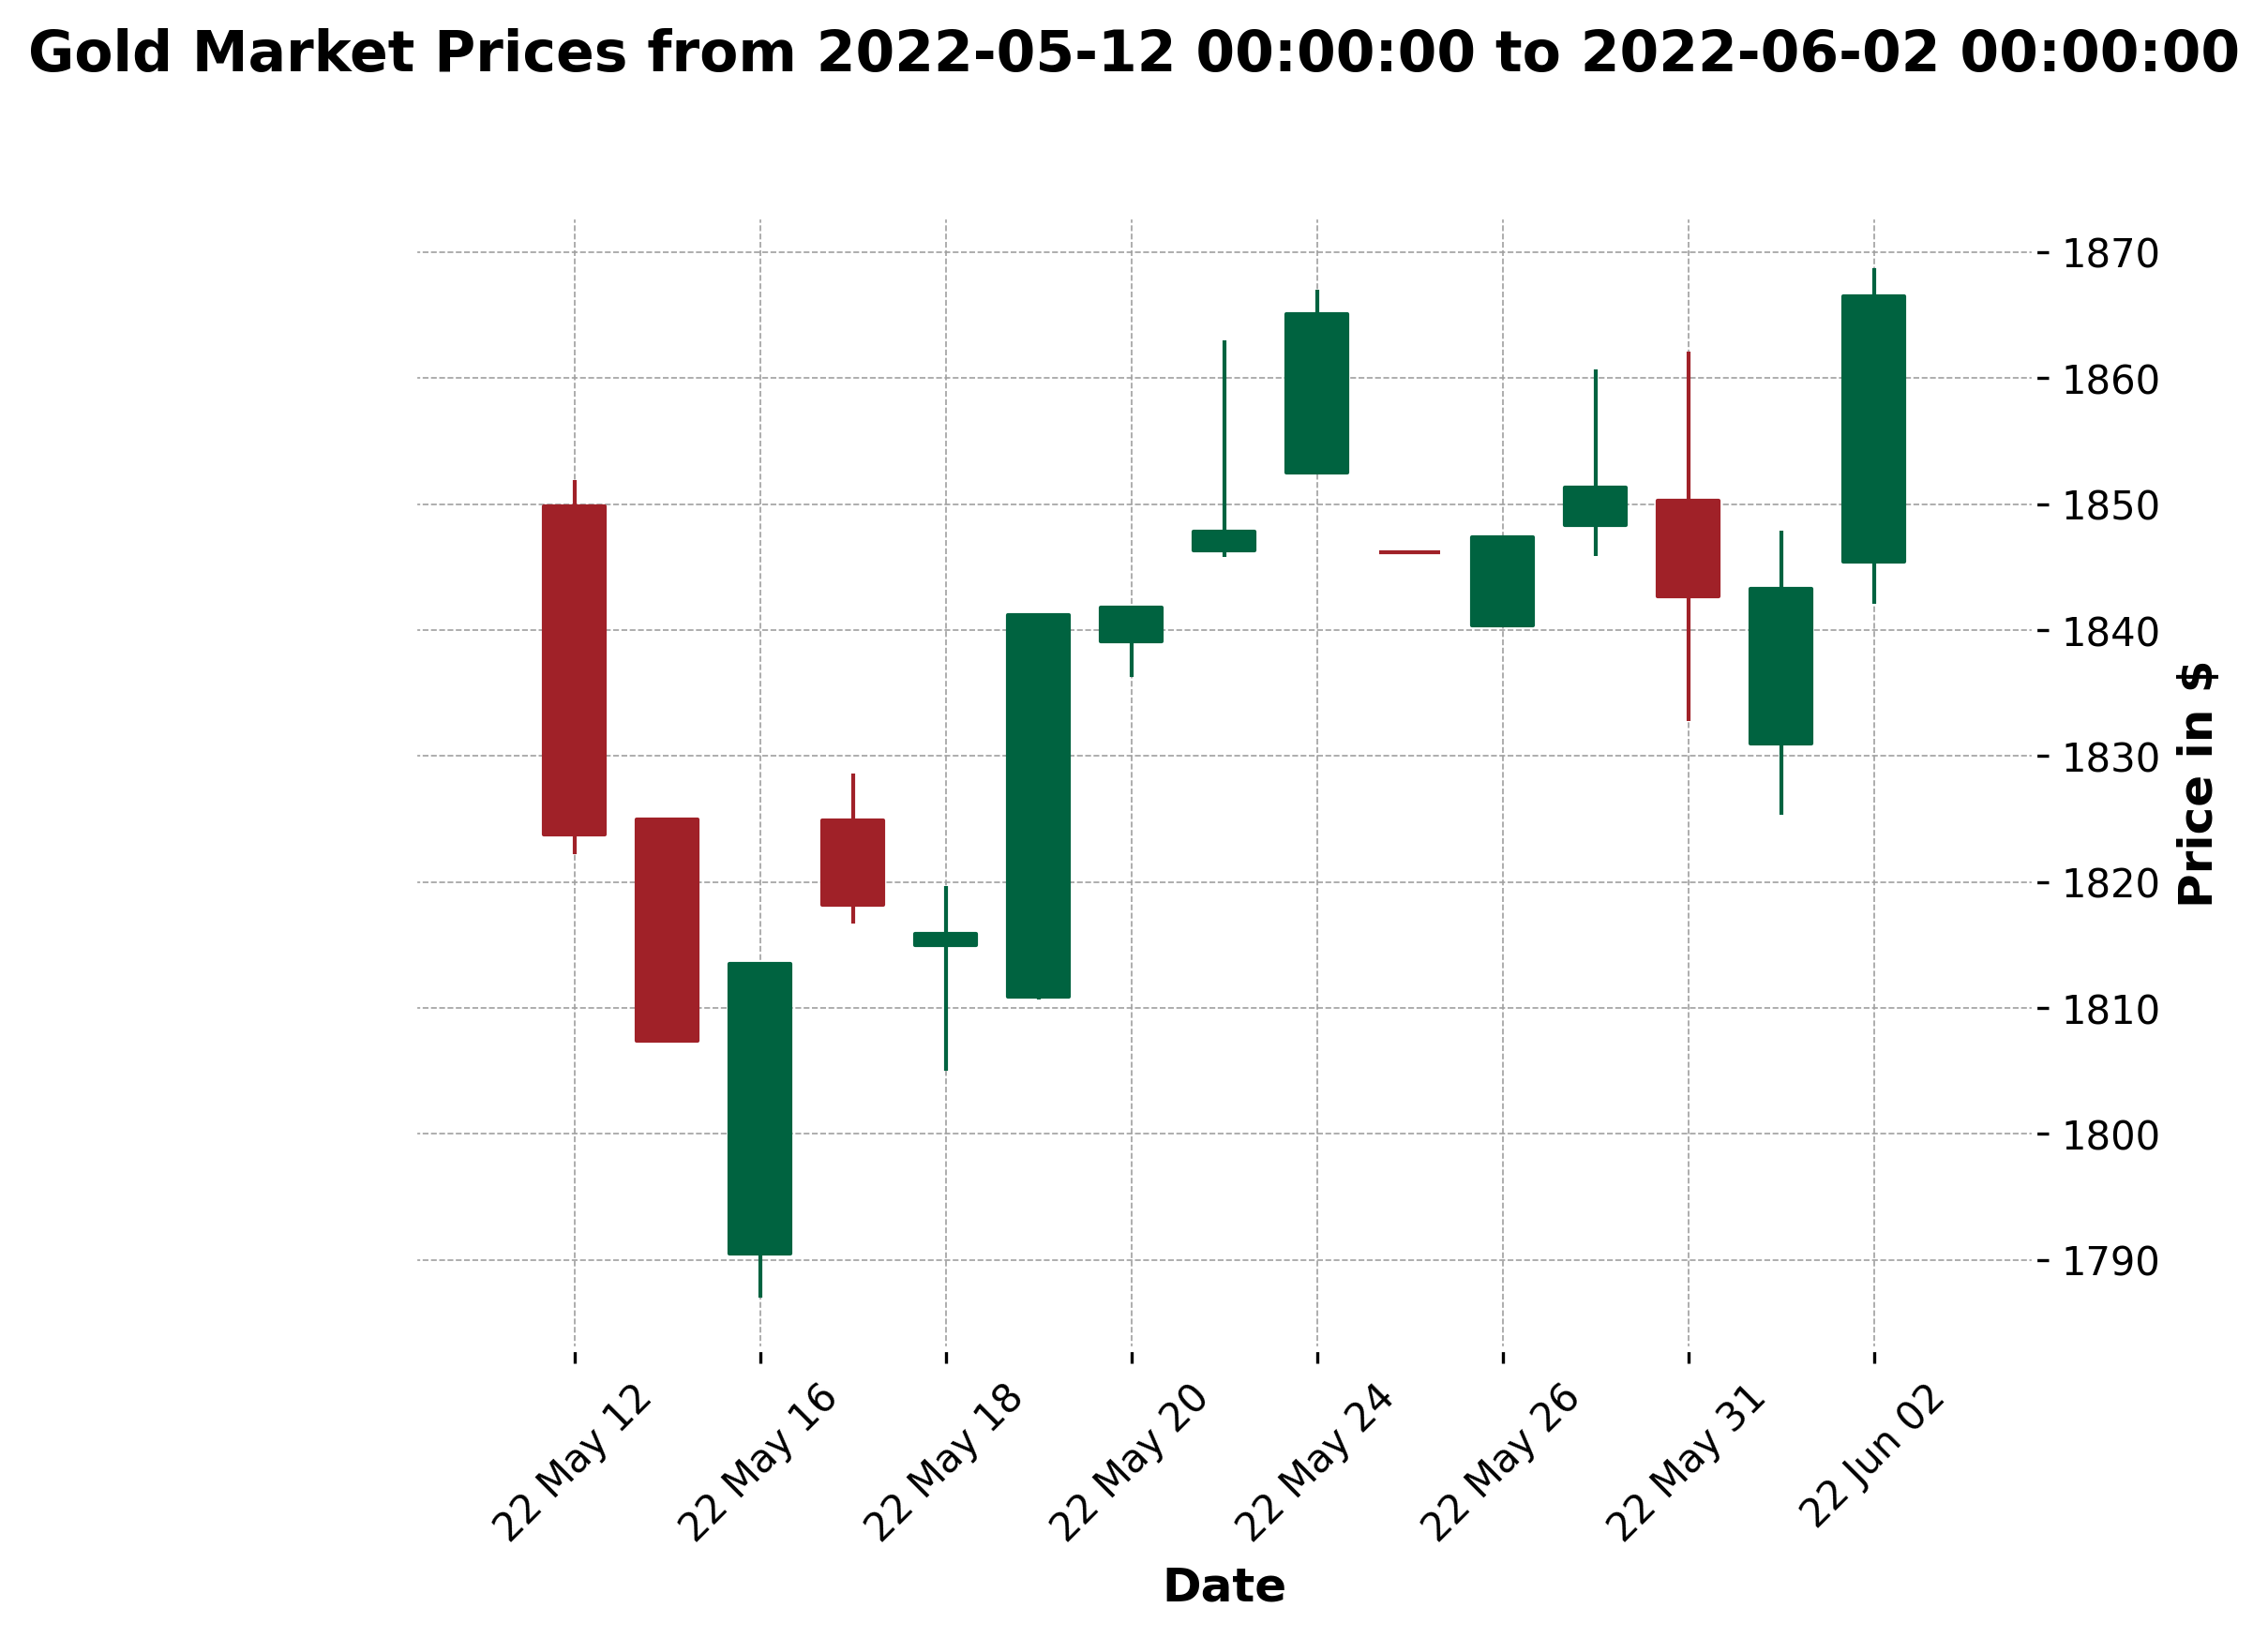 Gold Market Prices from 2022-05-12 00:00:00 to 2022-06-02 00:00:00
1870
1860
1850
1840
1830
1820
1810
1800
1790
Price in $
22 May 12
22 May 16
22 May 18
22 May 20
22 May 24
22 May 26
22 May 31
22 Jun 02
Date